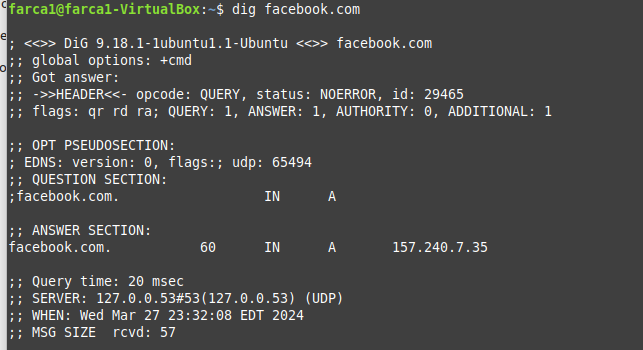 farca1@farca1-VirtualBox:~$ dig facebook.com

; <<>> DiG 9.18.1-1ubuntu1.1-Ubuntu <<>> facebook.com
;; global options: +cmd
;; Got answer:
;; ->>HEADER<<- opcode: QUERY, status: NOERROR, id: 29465
;; flags: qr rd ra; QUERY: 1, ANSWER: 1, AUTHORITY: 0, ADDITIONAL: 1

;; OPT PSEUDOSECTION:
; EDNS: version: 0, flags:; udp: 65494
;; QUESTION SECTION:
;facebook.com.			IN	A

;; ANSWER SECTION:
facebook.com.		60	IN	A	157.240.7.35

;; Query time: 20 msec
;; SERVER: 127.0.0.53#53(127.0.0.53) (UDP)
;; WHEN: Wed Mar 27 23:32:08 EDT 2024
;; MSG SIZE  rcvd: 57